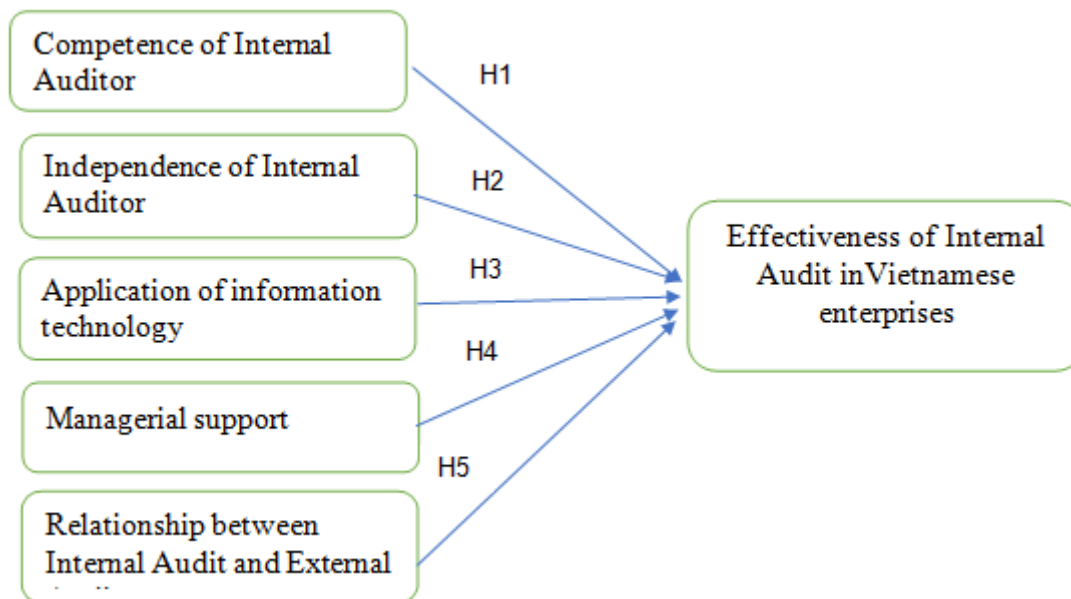 Competence of Internal
Auditor
H1
Independence of Internal
Auditor
H2
Application of information
technology
H3
Managerial support
H4
Relationship between
Internal Audit and External
H5
Effectiveness of Internal
Audit inVietnamese
enterprises